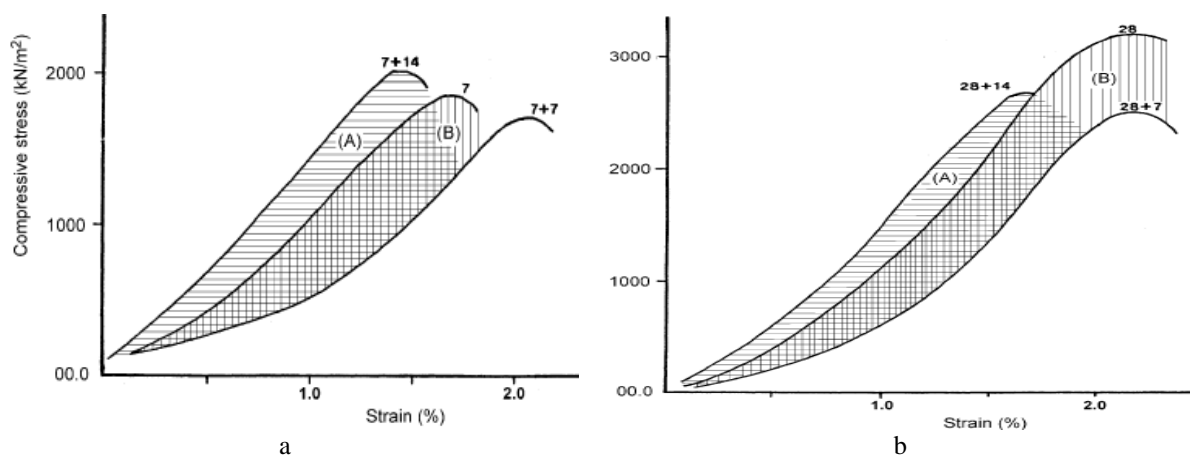 Compressive stress (kN/m²)
2000
1000
00.0
7+14
7
7+7
(A)
(B)
1.0
2.0
Strain (%)
a
3000
2000
1000
00.0
28
28+14
28+7
(B)
(A)
1.0
2.0
Strain (%)
b